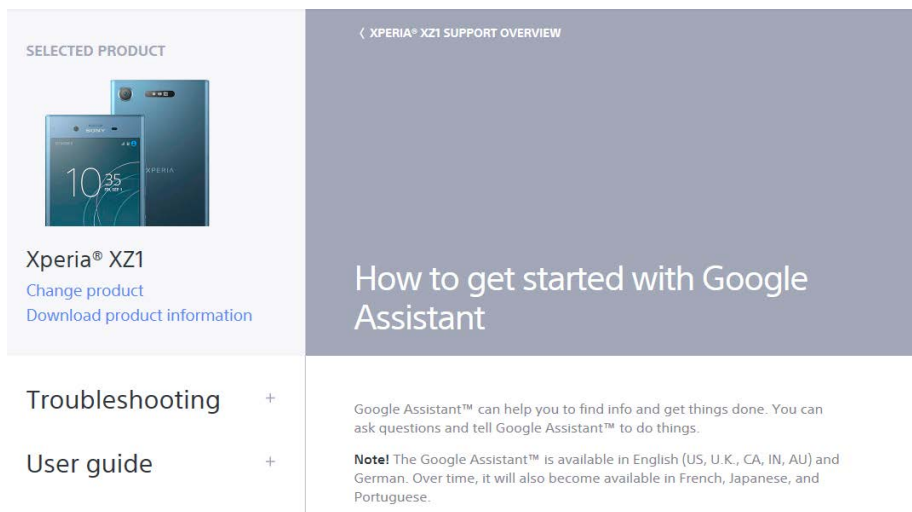 SELECTED PRODUCT
SONY
10:35
XPERIA
Xperia® XZ1
Change product
Download product information
Troubleshooting +
User guide +
〈 XPERIA® XZ1 SUPPORT OVERVIEW
How to get started with Google
Assistant
Google Assistant™ can help you to find info and get things done. You can
ask questions and tell Google Assistant™ to do things.
Note! The Google Assistant™ is available in English (US, U.K., CA, IN, AU) and
German. Over time, it will also become available in French, Japanese, and
Portuguese.